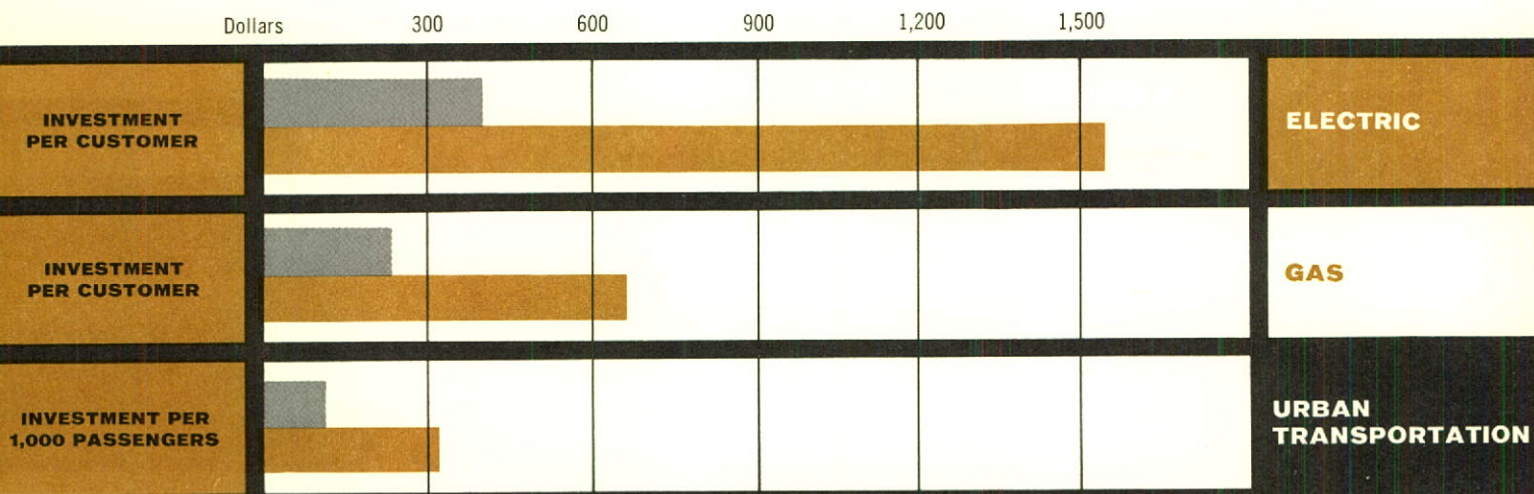 Dollars 300 600 900 1,200 1,500
INVESTMENT
PER CUSTOMER
ELECTRIC
INVESTMENT
PER CUSTOMER
GAS
INVESTMENT PER
1,000 PASSENGERS
URBAN
TRANSPORTATION